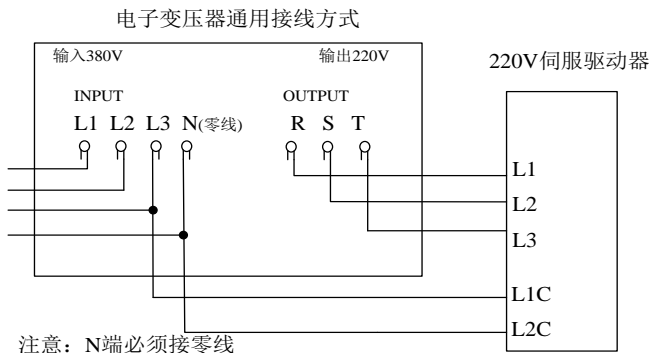 电子变压器通用接线方式
输入380V 输出220V
220V伺服驱动器
INPUT OUTPUT
L1 L2 L3 N(零线) R S T
L1
L2
L3
L1C
L2C
注意：N端必须接零线